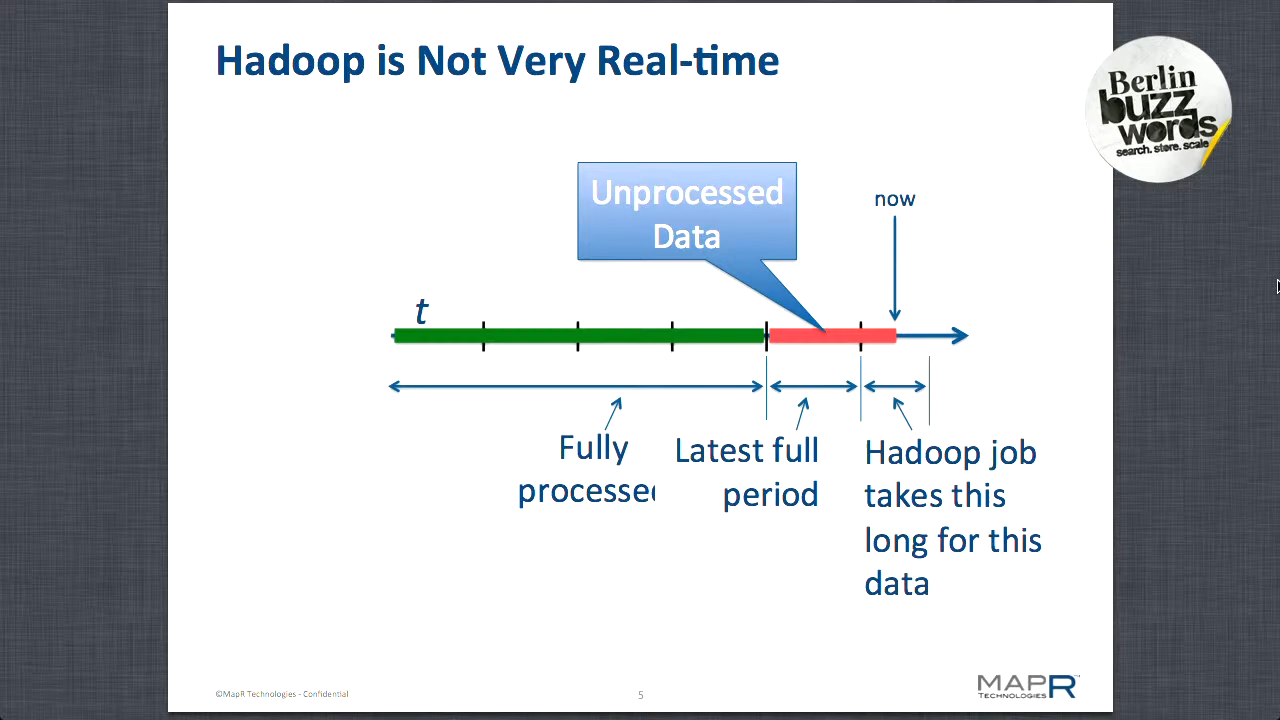 Hadoop is Not Very Real-time
Berlin
buzz
words
search. store. scale
Unprocessed
Data
now
t
Fully
processed
Latest full
period
Hadoop job
takes this
long for this
data
©MapR Technologies - Confidential
5
MAPR
TECHNOLOGIES